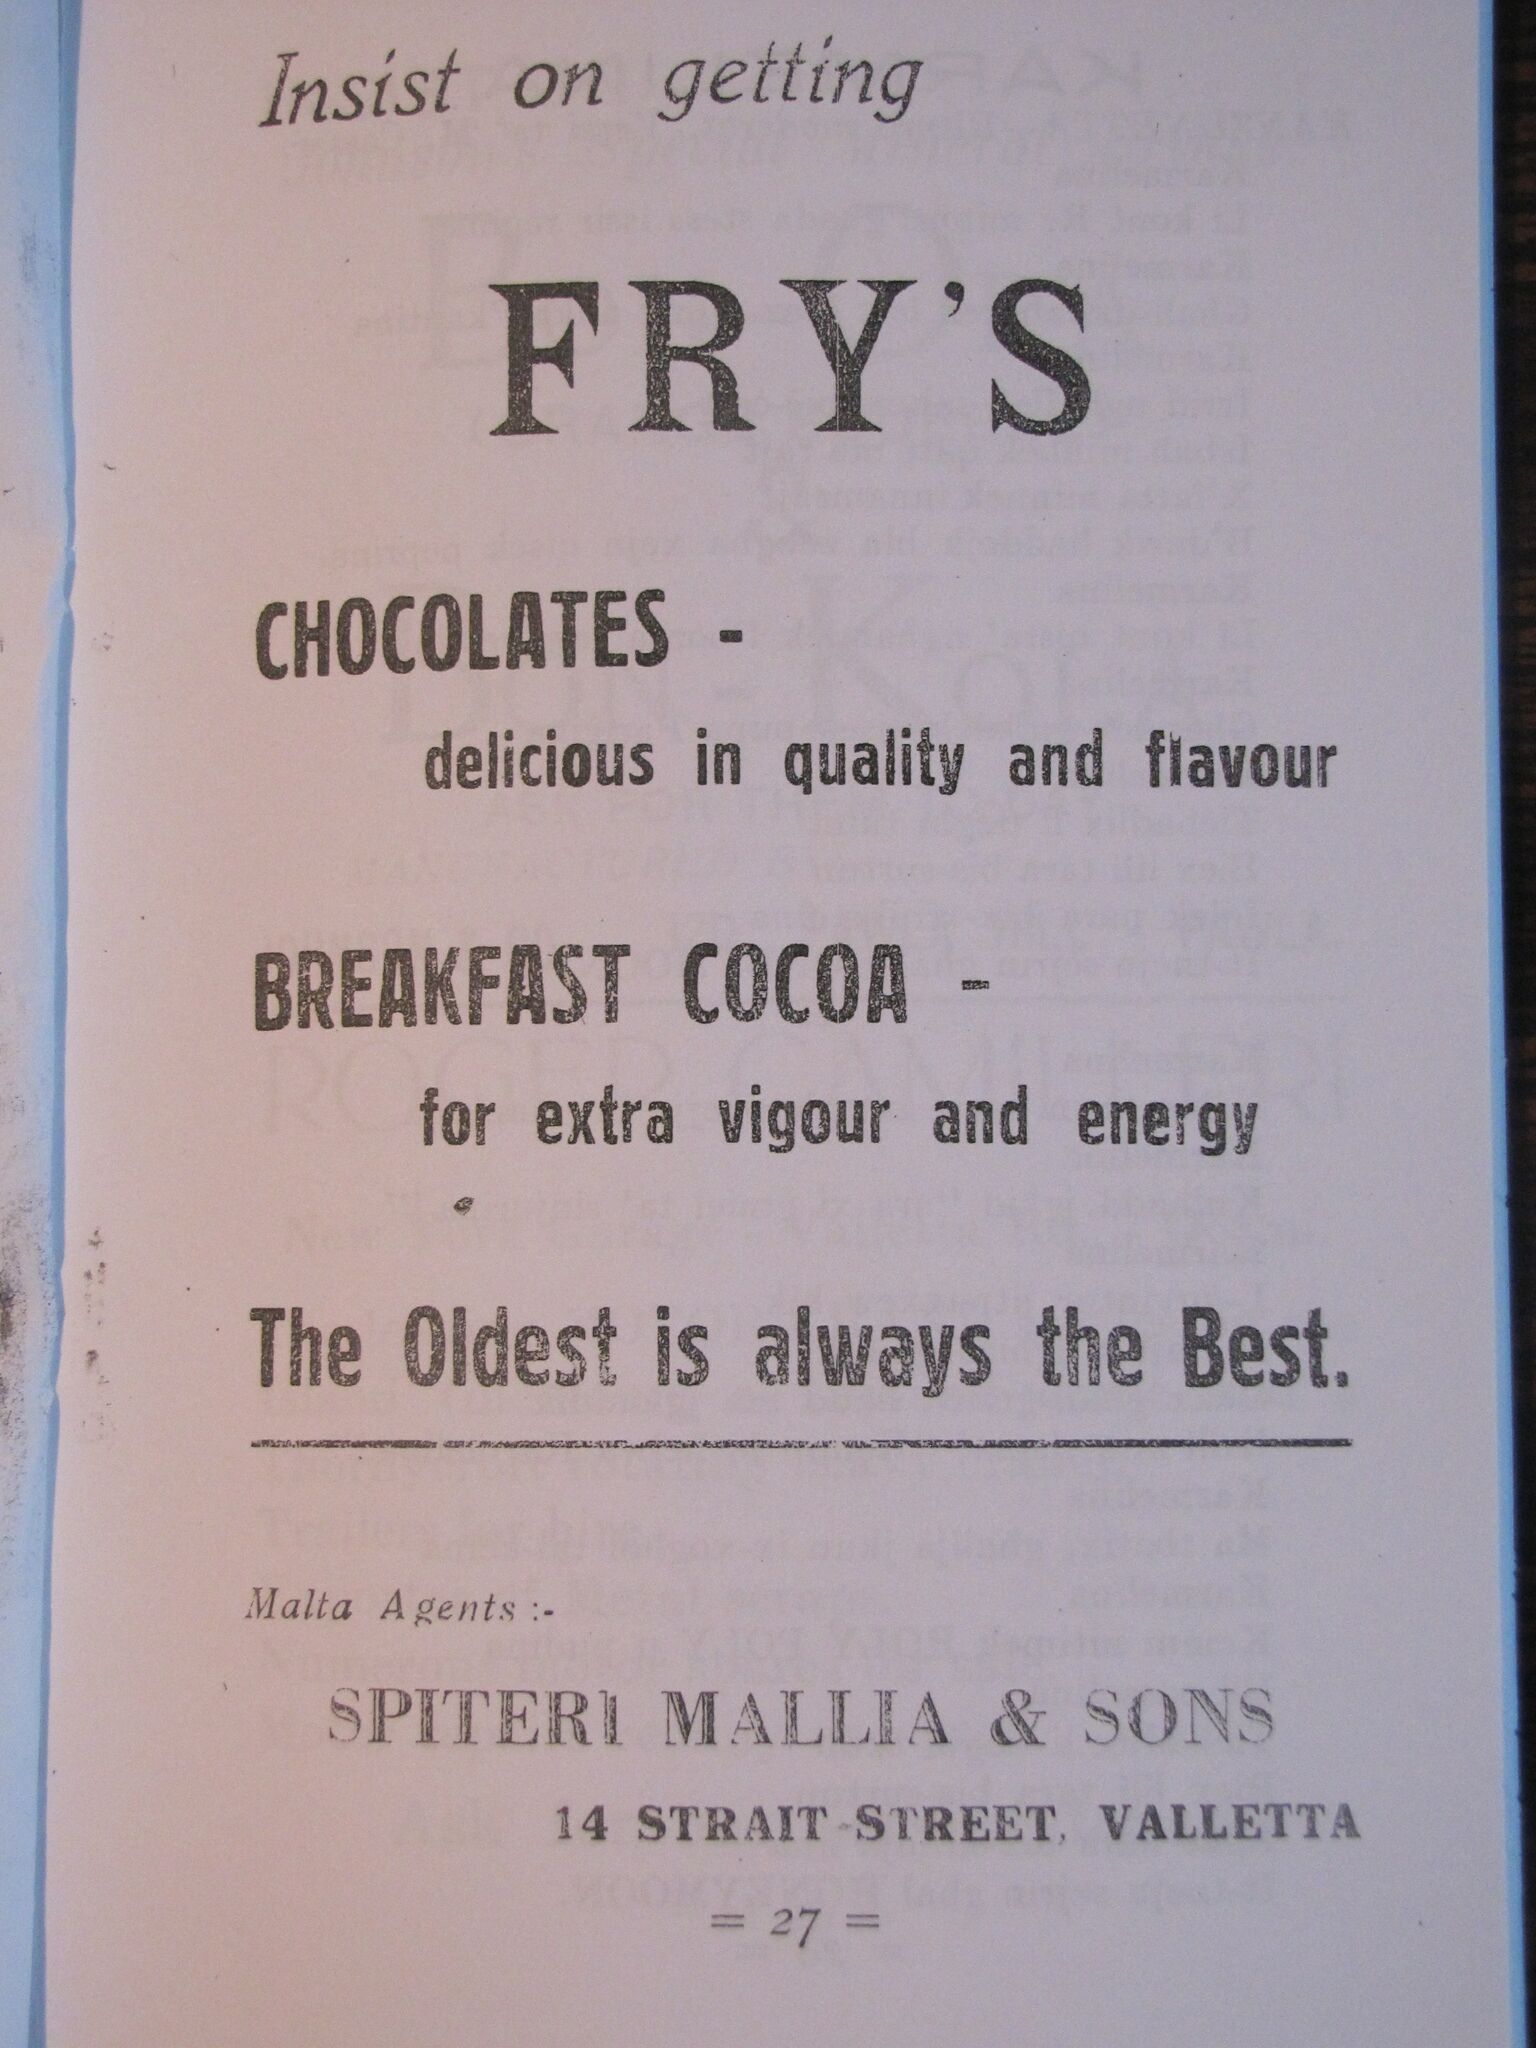 Insist on getting
FRY'S
CHOCOLATES -
delicious in quality and flavour
BREAKFAST COCOA -
for extra vigour and energy
The Oldest is always the Best.
Malta Agents :-
SPITERI MALLIA & SONS
14 STRAIT STREET, VALLETTA
= 27 =